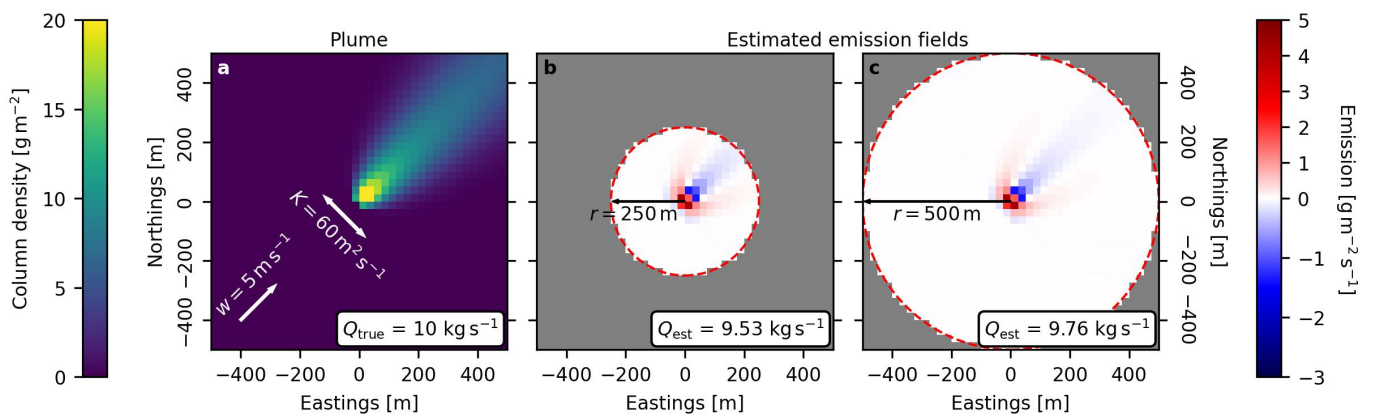 Plume
Estimated emission fields
20
15
10
5
0
Column density [g m⁻²]
a
w = 5 m s⁻¹
K = 60 m² s⁻¹
Q_true = 10 kg s⁻¹
400
200
0
−200
−400
Northings [m]
−400 −200 0 200 400
Eastings [m]
b
r = 250 m
Q_est = 9.53 kg s⁻¹
−400 −200 0 200 400
Eastings [m]
c
r = 500 m
Q_est = 9.76 kg s⁻¹
−400 −200 0 200 400
Eastings [m]
400
200
0
−200
−400
Northings [m]
5
4
3
2
1
0
−1
−2
−3
Emission [g m⁻² s⁻¹]